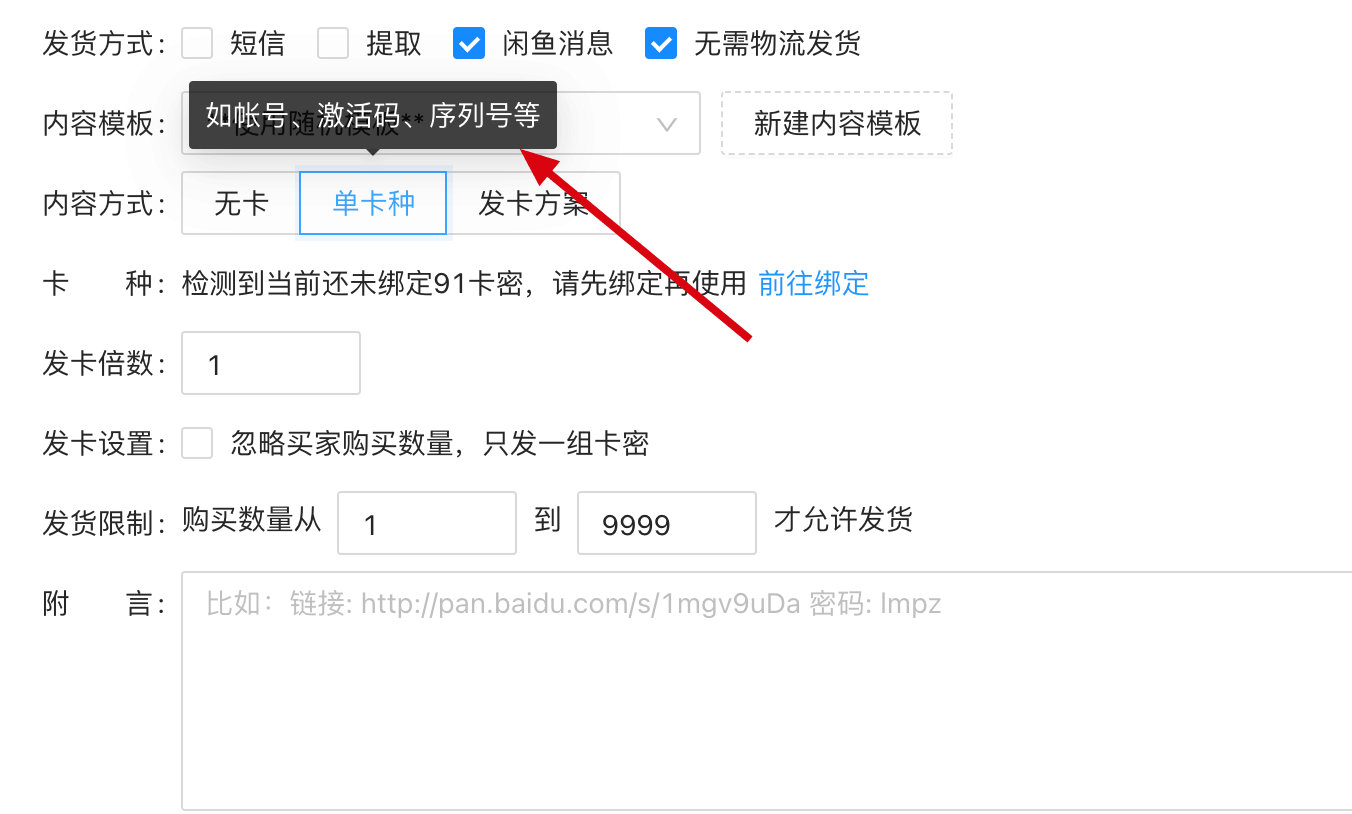 发货方式： 短信 提取 闲鱼消息 无需物流发货
如帐号、激活码、序列号等
内容模板： 新建内容模板
内容方式： 无卡 单卡种 发卡方案
卡 种： 检测到当前还未绑定91卡密，请先绑定再使用 前往绑定
发卡倍数： 1
发卡设置： 忽略买家购买数量，只发一组卡密
发货限制： 购买数量从 1 到 9999 才允许发货
附 言： 比如：链接: http://pan.baidu.com/s/1mgv9uDa 密码: lmpz